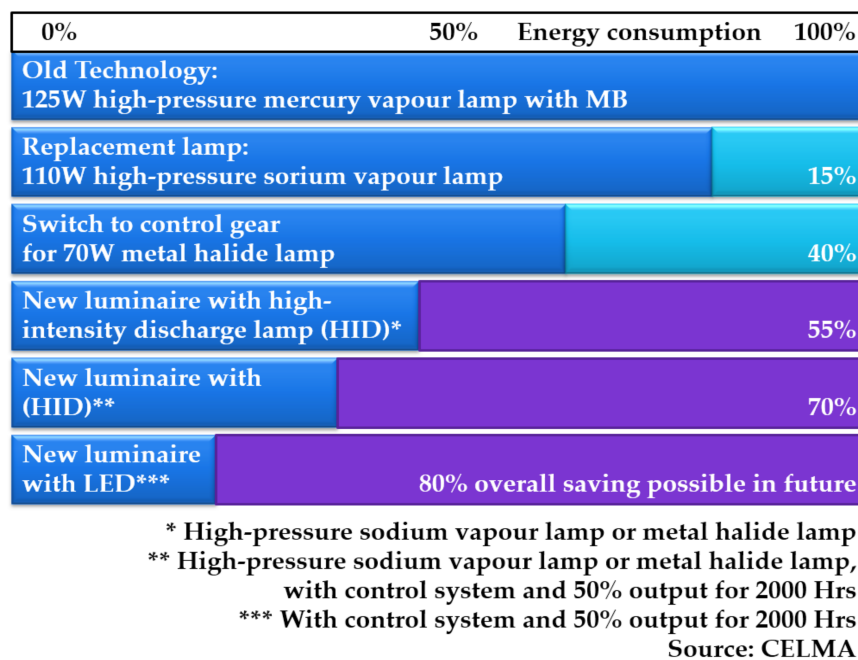 0% 50% Energy consumption 100%
Old Technology:
125W high-pressure mercury vapour lamp with MB
Replacement lamp:
110W high-pressure sorium vapour lamp
15%
Switch to control gear
for 70W metal halide lamp
40%
New luminaire with high-
intensity discharge lamp (HID)*
55%
New luminaire with
(HID)**
70%
New luminaire
with LED***
80% overall saving possible in future
* High-pressure sodium vapour lamp or metal halide lamp
** High-pressure sodium vapour lamp or metal halide lamp,
with control system and 50% output for 2000 Hrs
*** With control system and 50% output for 2000 Hrs
Source: CELMA